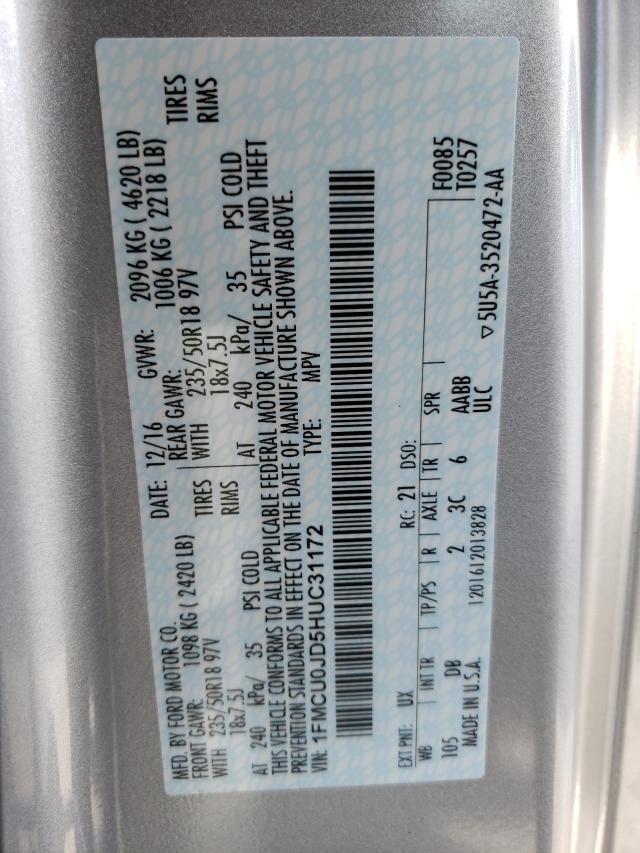 MFD. BY FORD MOTOR CO.
DATE: 12/16 GVWR: 2096 KG ( 4620 LB)
FRONT GAWR: 1098 KG ( 2420 LB) REAR GAWR: 1006 KG ( 2218 LB)
WITH 235/50R18 97V TIRES WITH 235/50R18 97V TIRES
18x7.5J RIMS 18x7.5J RIMS
AT 240 kPa/ 35 PSI COLD AT 240 kPa/ 35 PSI COLD
THIS VEHICLE CONFORMS TO ALL APPLICABLE FEDERAL MOTOR VEHICLE SAFETY AND THEFT
PREVENTION STANDARDS IN EFFECT ON THE DATE OF MANUFACTURE SHOWN ABOVE.
VIN: 1FMCU0JD5HUC31172 TYPE: MPV
EXT PNT: UX RC: 21 DSO: F0085
WB INT TR TP/PS R AXLE TR SPR T0257
105 DB 2 3C 6 AABB
MADE IN U.S.A. 1201612013828 ULC ▽5U5A-3520472-AA